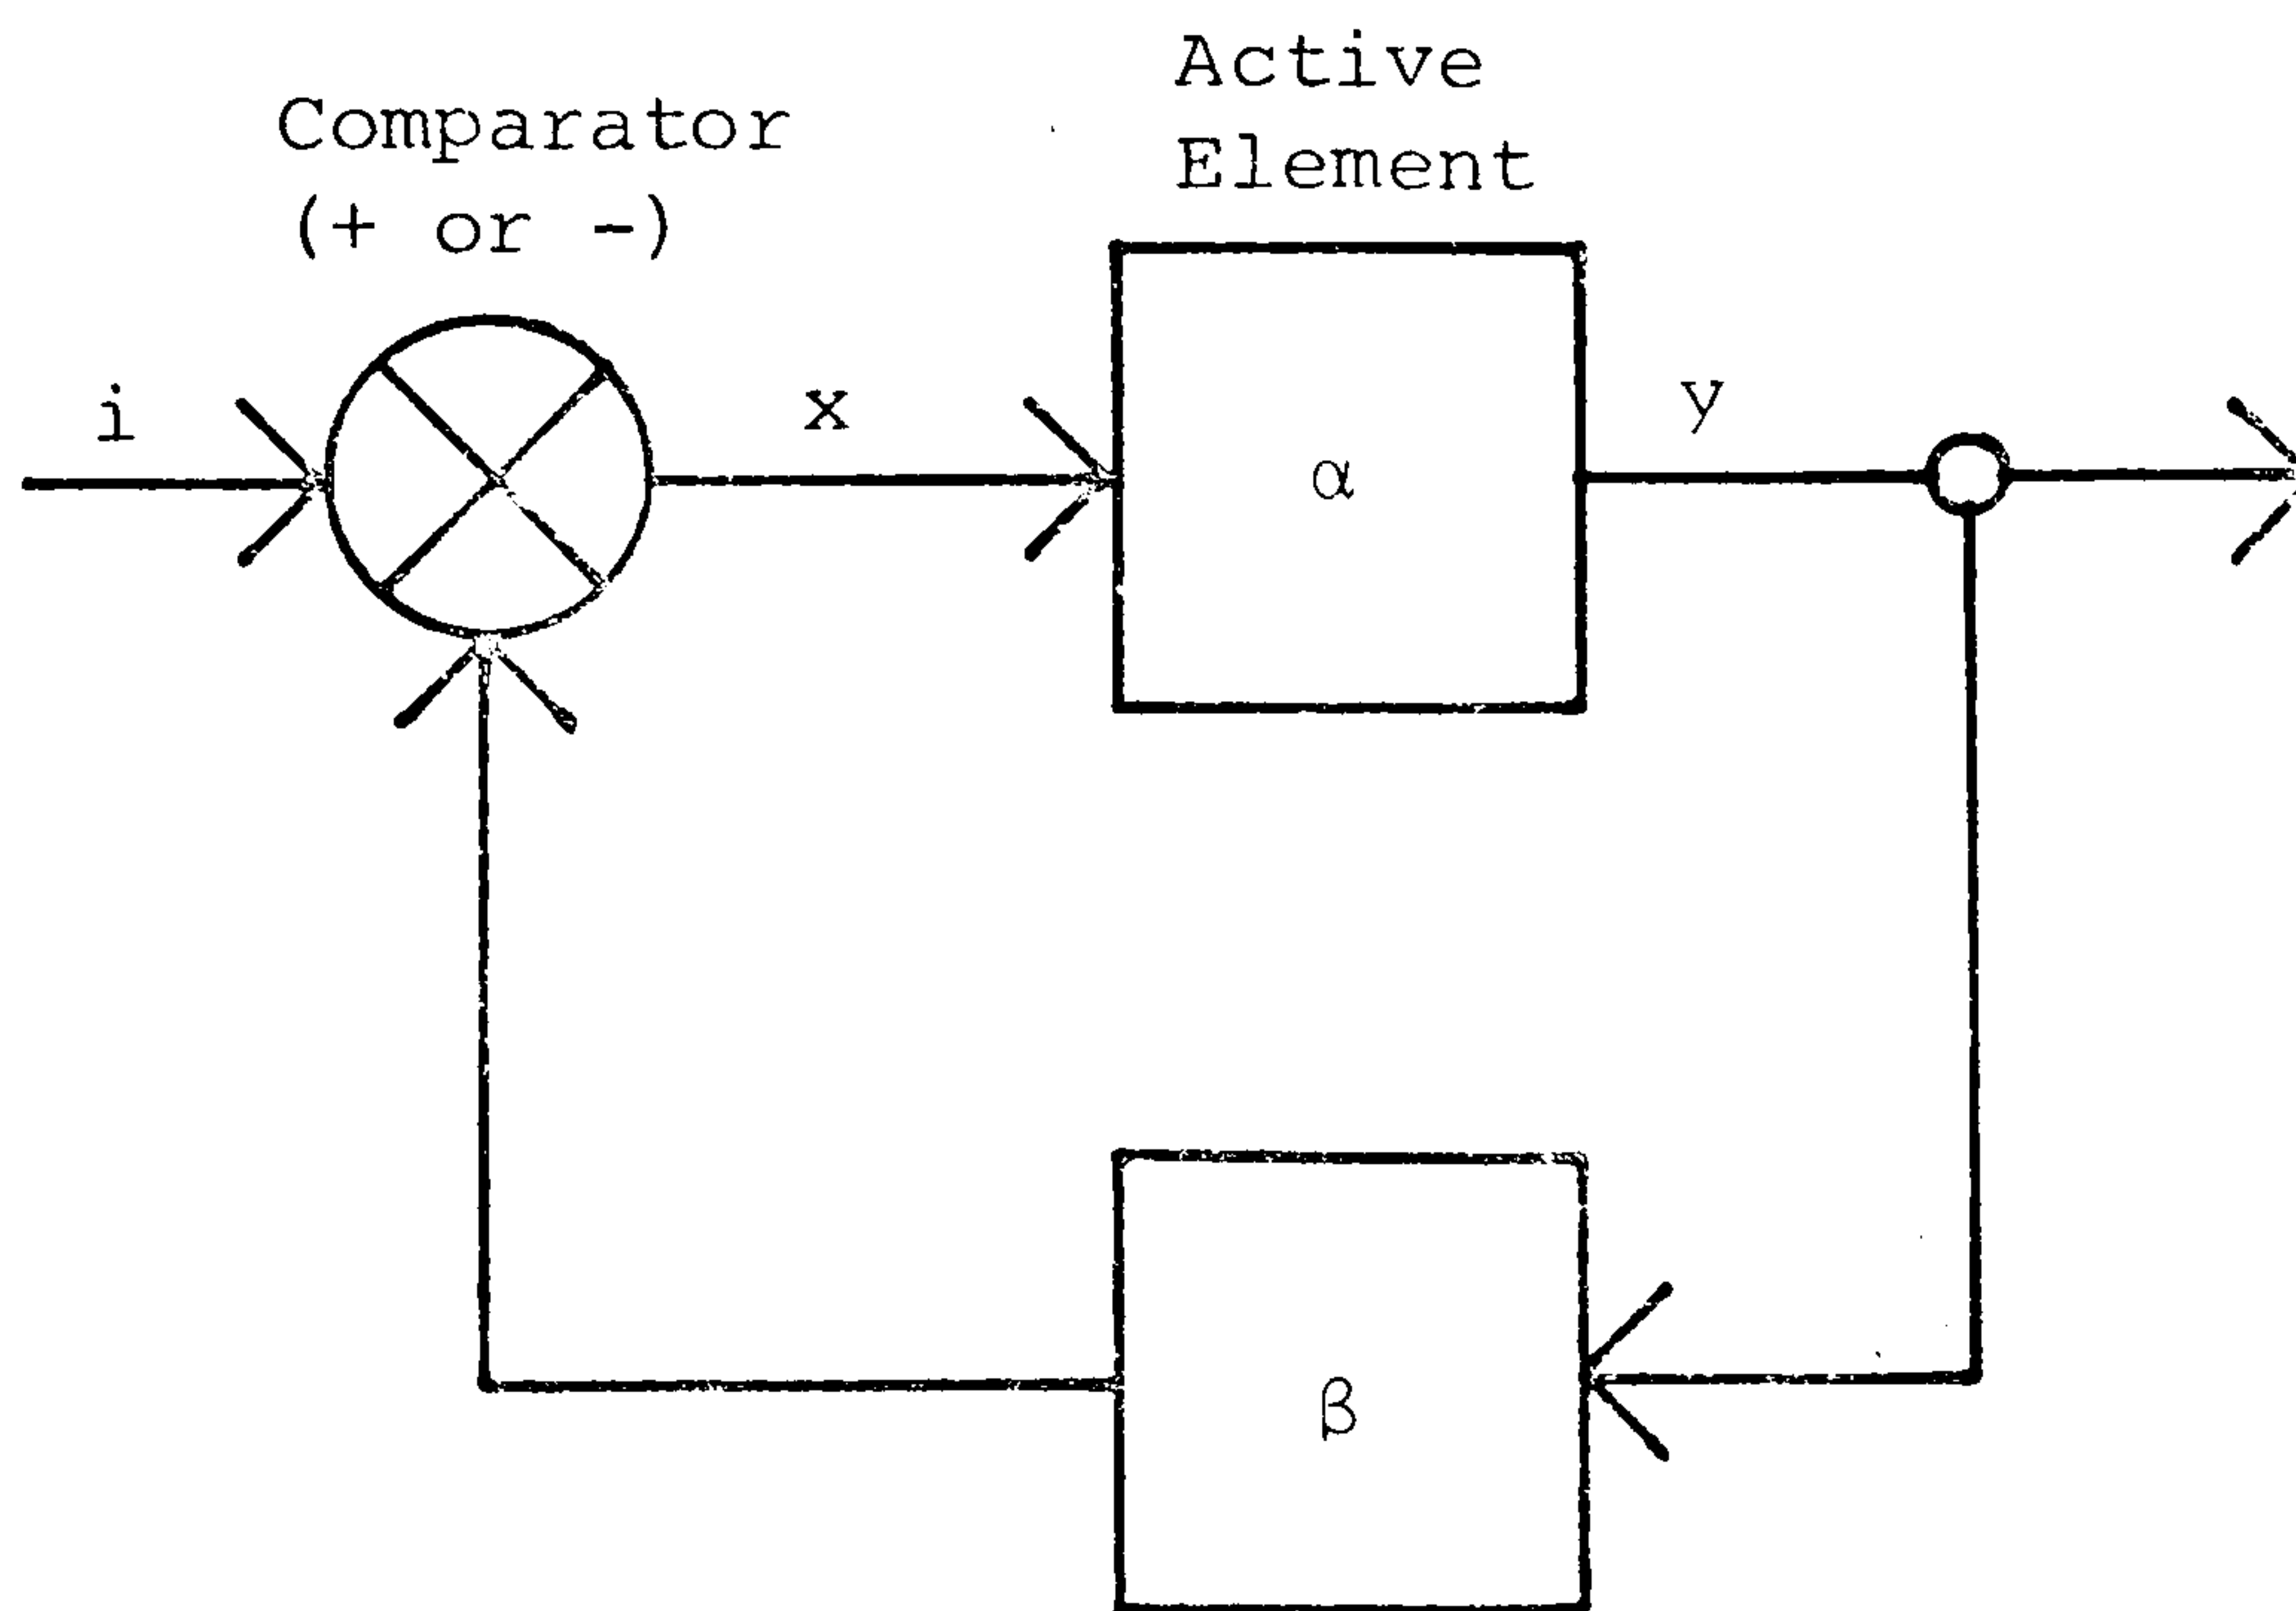 Active
Element
Comparator
(+ or -)
i
x
α
y
β